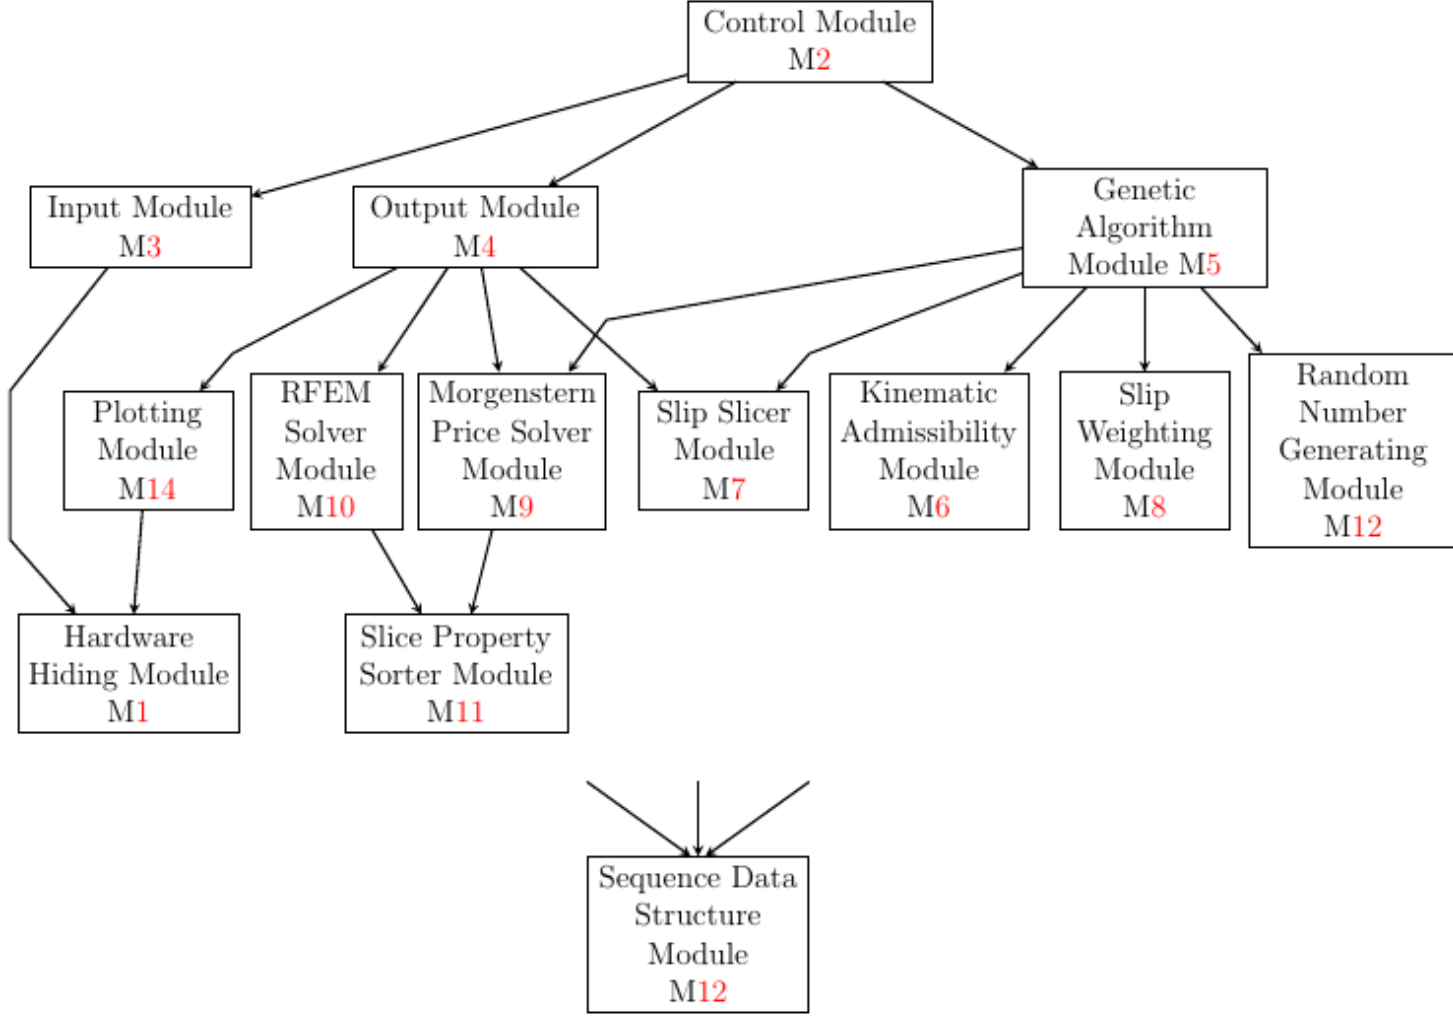 Control Module
M2
Input Module
M3
Output Module
M4
Genetic
Algorithm
Module M5
Plotting
Module
M14
RFEM
Solver
Module
M10
Morgenstern
Price Solver
Module
M9
Slip Slicer
Module
M7
Kinematic
Admissibility
Module
M6
Slip
Weighting
Module
M8
Random
Number
Generating
Module
M12
Hardware
Hiding Module
M1
Slice Property
Sorter Module
M11
Sequence Data
Structure
Module
M12